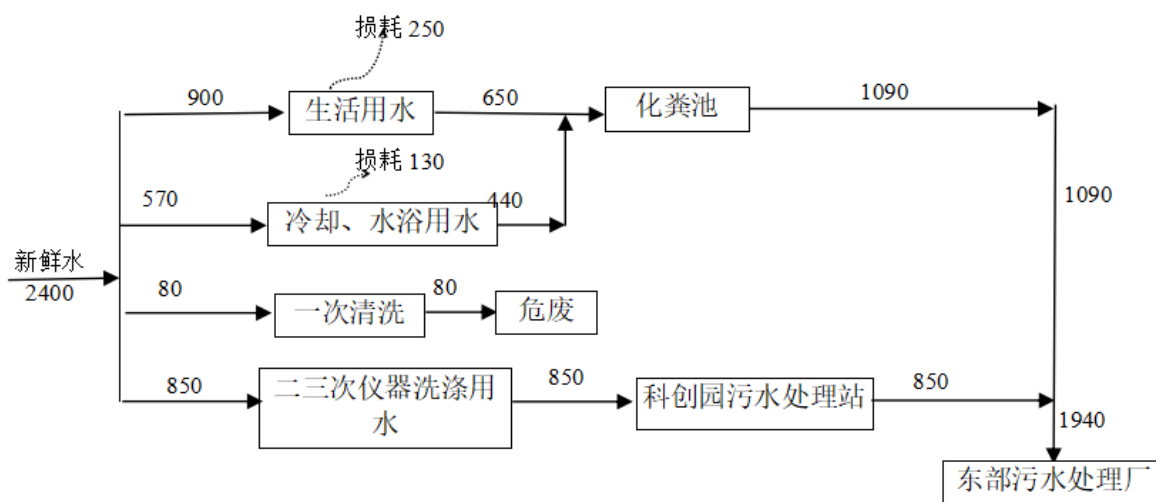 损耗 250
900
生活用水
650
化粪池
1090
损耗 130
570
冷却、水浴用水
440
1090
新鲜水
2400
80
一次清洗
80
危废
850
二三次仪器洗涤用
水
850
科创园污水处理站
850
1940
东部污水处理厂